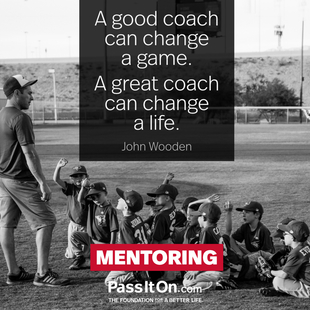 A good coach
can change
a game.
A great coach
can change
a life.
John Wooden
MENTORING
PassItOn.com
THE FOUNDATION FOR A BETTER LIFE